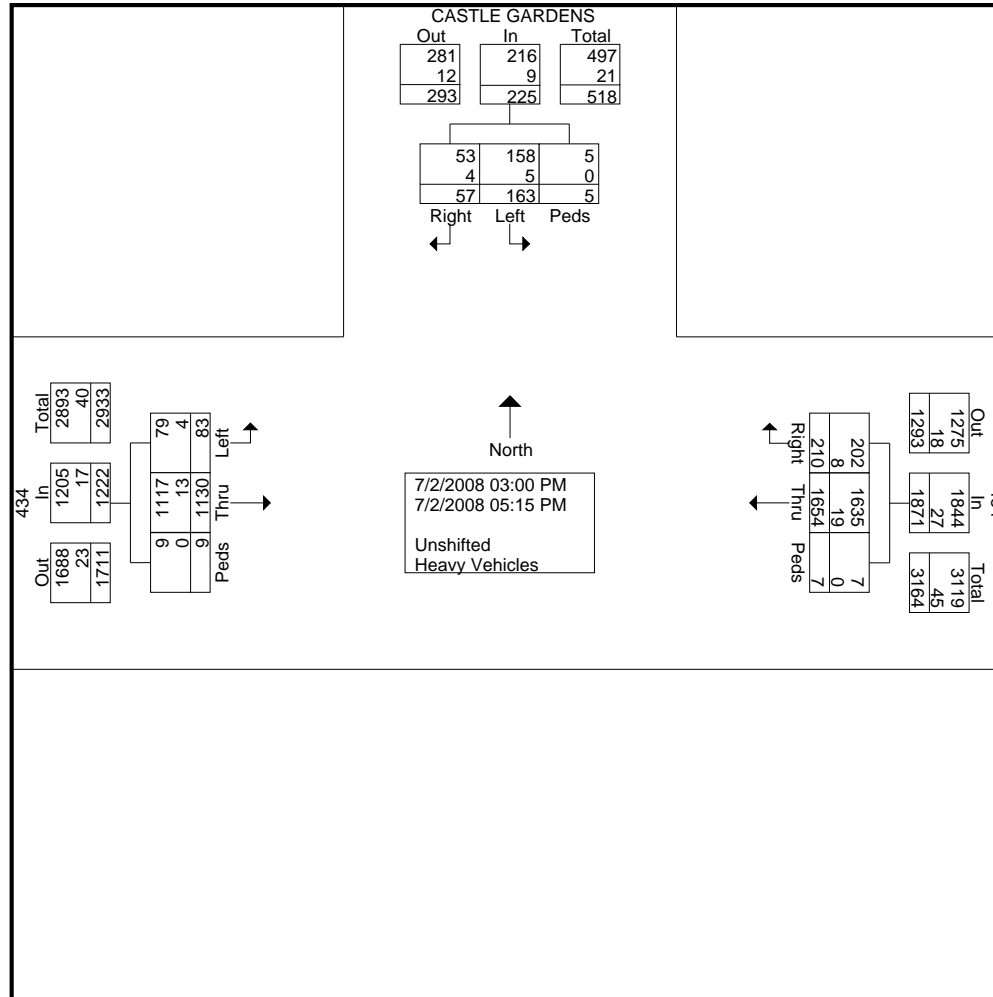 CASTLE GARDENS
Out In Total
281 216 497
12 9 21
293 225 518
53 158 5
4 5 0
57 163 5
Right Left Peds
North
7/2/2008 03:00 PM
7/2/2008 05:15 PM
Unshifted
Heavy Vehicles
434
Out In Total
1688 1205 2893
23 17 40
1711 1222 2933
Peds Thru Left
9 1117 79
0 13 4
9 1130 83
Out In Total
1275 1844 3119
18 27 45
1293 1871 3164
202 1635 7
8 19 0
210 1654 7
Right Thru Peds